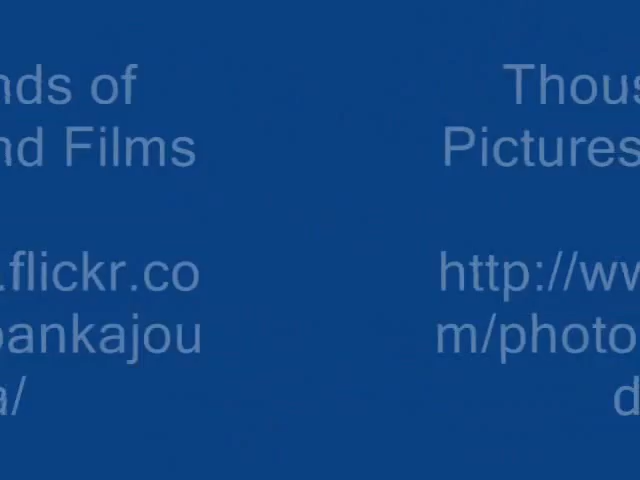 nds of
nd Films
.flickr.co
pankajou
a/
Thous
Pictures
http://ww
m/photo
d